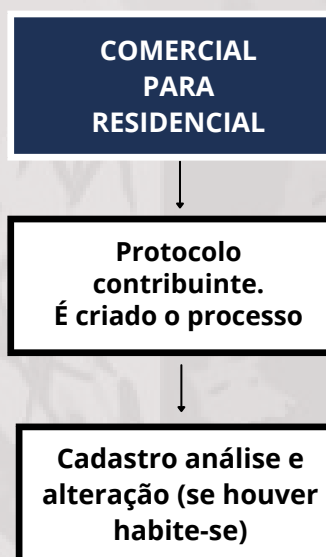 COMERCIAL
PARA
RESIDENCIAL
Protocolo
contribuinte.
É criado o processo
Cadastro análise e
alteração (se houver
habite-se)